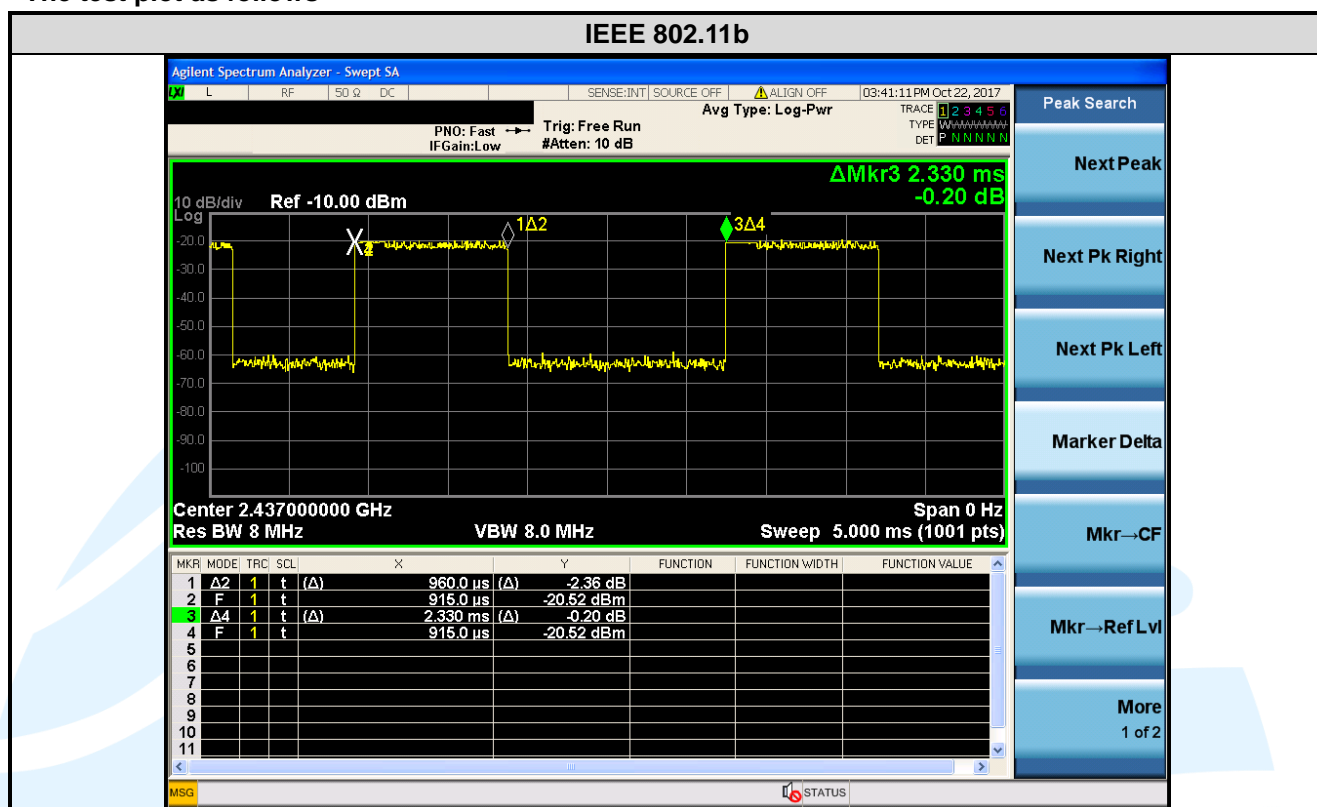 IEEE 802.11b
Agilent Spectrum Analyzer - Swept SA
LXI L RF 50 Ω DC SENSE:INT SOURCE OFF ALIGN OFF 03:41:11 PM Oct 22, 2017
Avg Type: Log-Pwr TRACE 1 2 3 4 5 6
PNO: Fast Trig: Free Run TYPE
IFGain:Low #Atten: 10 dB DET P N N N N N
Peak Search
Next Peak
Next Pk Right
Next Pk Left
Marker Delta
Mkr→CF
Mkr→Ref Lvl
More
1 of 2
ΔMkr3 2.330 ms
-0.20 dB
10 dB/div Ref -10.00 dBm
Log
1Δ2 3Δ4
-20.0
-30.0
-40.0
-50.0
-60.0
-70.0
-80.0
-90.0
-100
Center 2.437000000 GHz Span 0 Hz
Res BW 8 MHz VBW 8.0 MHz Sweep 5.000 ms (1001 pts)
MKR MODE TRC SCL X Y FUNCTION FUNCTION WIDTH FUNCTION VALUE
1 Δ2 1 t (Δ) 960.0 µs (Δ) -2.36 dB
2 F 1 t 915.0 µs -20.52 dBm
3 Δ4 1 t (Δ) 2.330 ms (Δ) -0.20 dB
4 F 1 t 915.0 µs -20.52 dBm
5
6
7
8
9
10
11
MSG STATUS